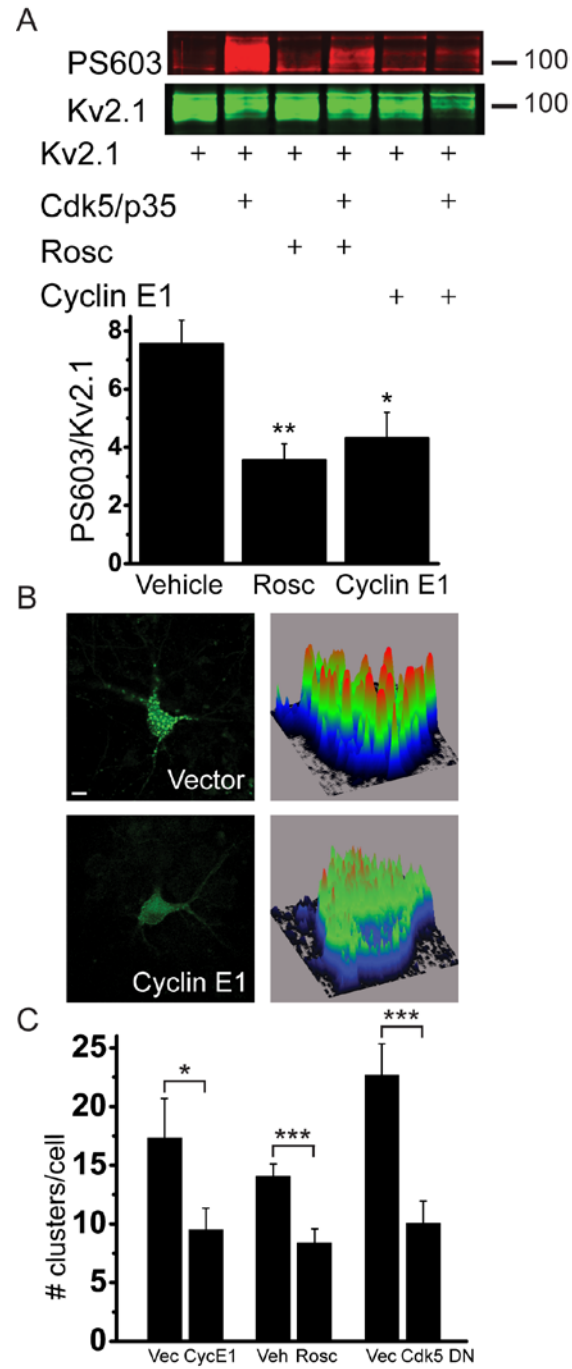 A
PS603
100
Kv2.1
100
Kv2.1 + + + + + +
Cdk5/p35 + + +
Rosc + +
Cyclin E1 + +
PS603/Kv2.1
8
6
4
2
0
**
*
Vehicle Rosc Cyclin E1
B
Vector
Cyclin E1
C
# clusters/cell
25
20
15
10
5
0
*
***
***
Vec CycE1 Veh Rosc Vec Cdk5 DN